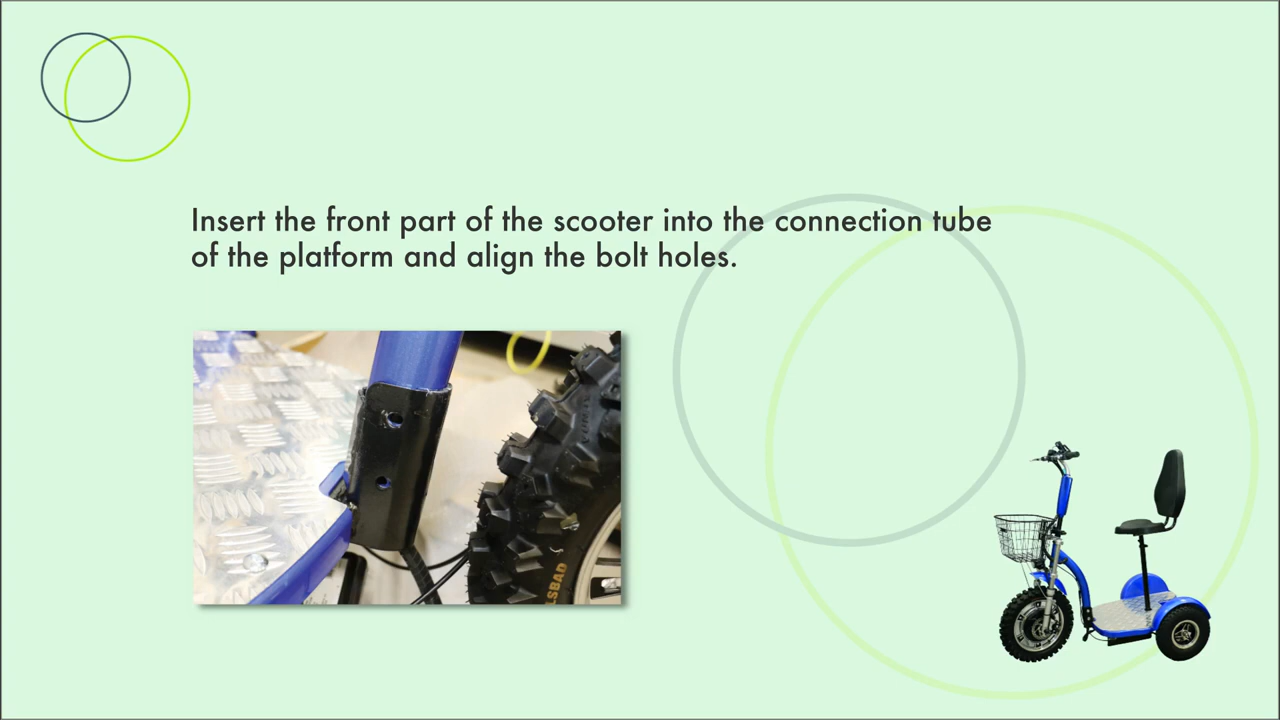 Insert the front part of the scooter into the connection tube
of the platform and align the bolt holes.
LSBAD